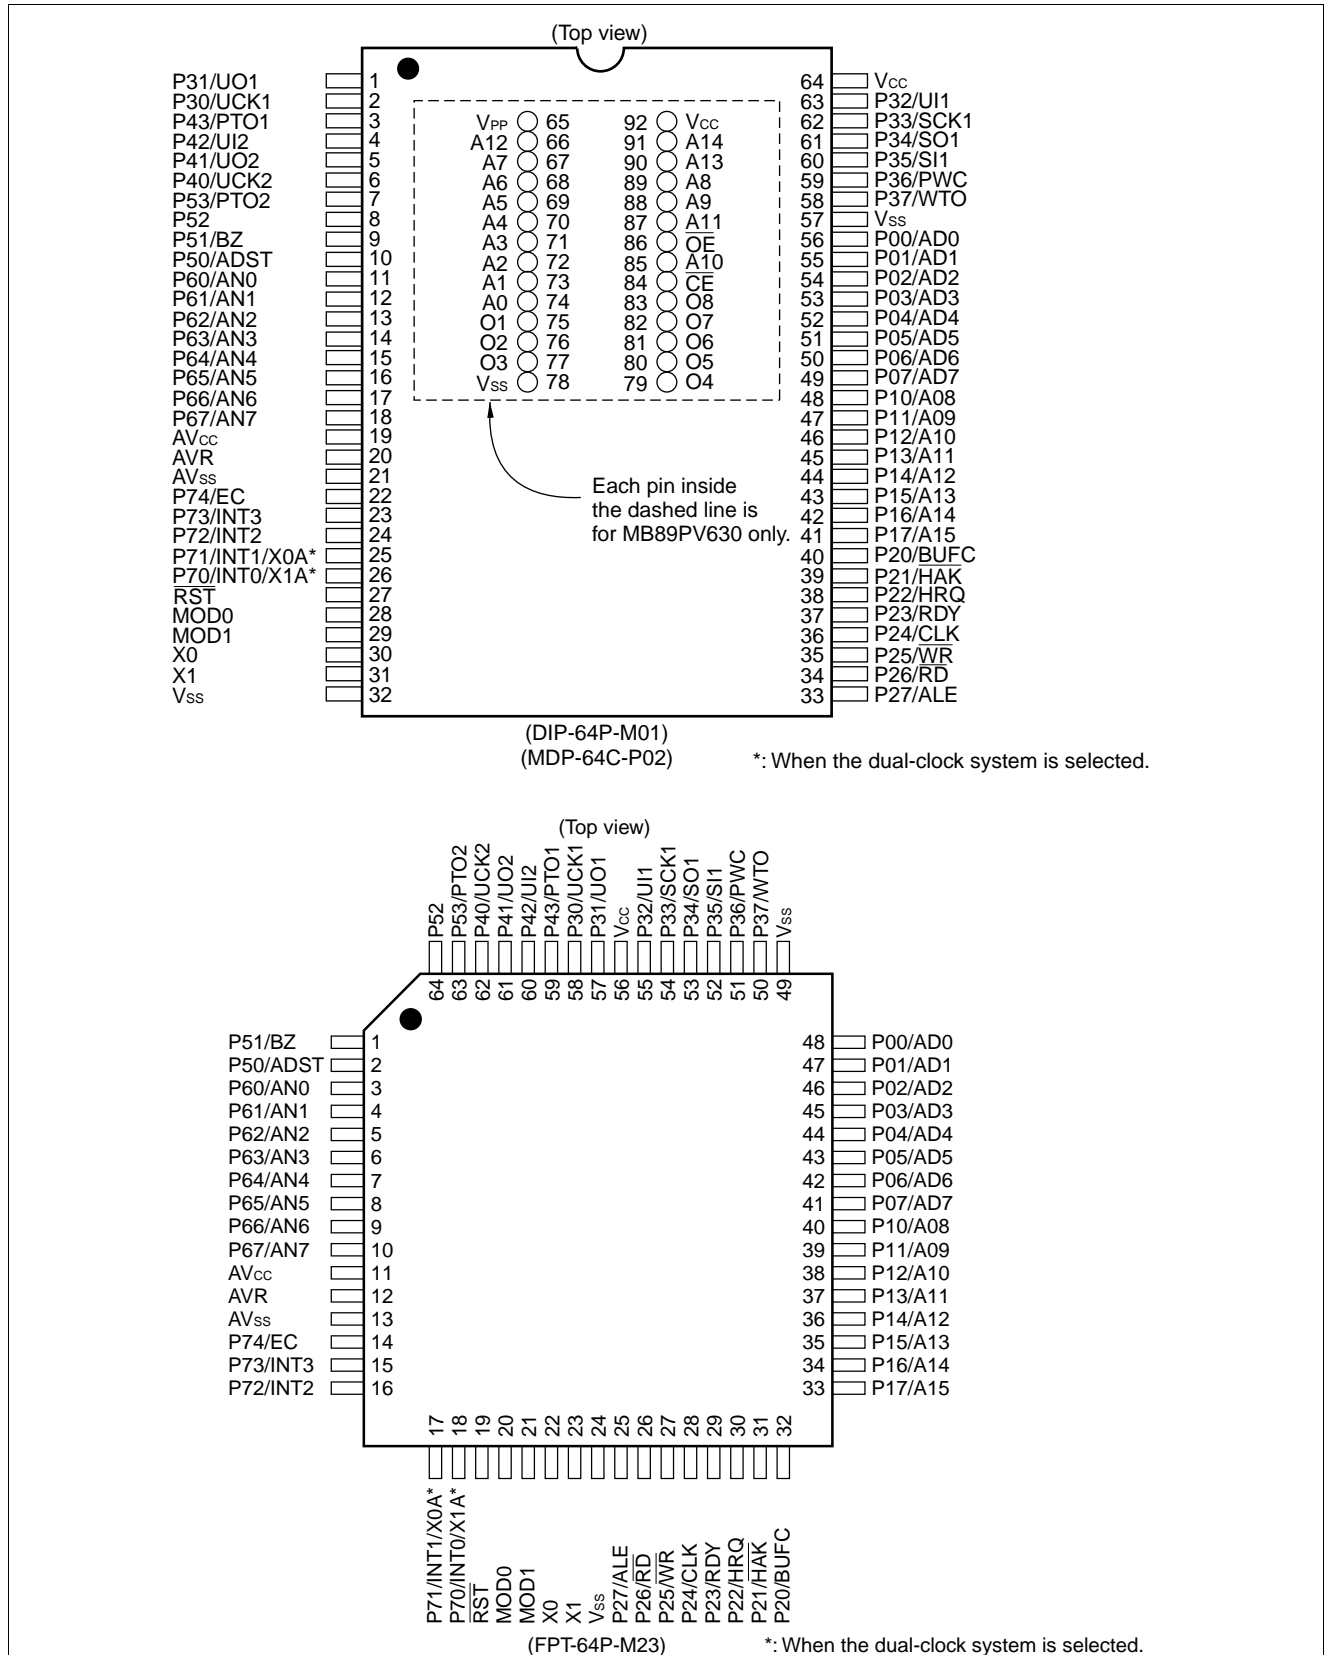 (Top view)
P31/UO1 1
P30/UCK1 2
P43/PTO1 3
P42/UI2 4
P41/UO2 5
P40/UCK2 6
P53/PTO2 7
P52 8
P51/BZ 9
P50/ADST 10
P60/AN0 11
P61/AN1 12
P62/AN2 13
P63/AN3 14
P64/AN4 15
P65/AN5 16
P66/AN6 17
P67/AN7 18
AVcc 19
AVR 20
AVss 21
P74/EC 22
P73/INT3 23
P72/INT2 24
P71/INT1/X0A* 25
P70/INT0/X1A* 26
R̅S̅T̅ 27
MOD0 28
MOD1 29
X0 30
X1 31
Vss 32
VPP 65 92 Vcc
A12 66 91 A14
A7 67 90 A13
A6 68 89 A8
A5 69 88 A9
A4 70 87 A11
A3 71 86 O̅E̅
A2 72 85 A10
A1 73 84 C̅E̅
A0 74 83 O8
O1 75 82 O7
O2 76 81 O6
O3 77 80 O5
Vss 78 79 O4
Each pin inside
the dashed line is
for MB89PV630 only.
64 Vcc
63 P32/UI1
62 P33/SCK1
61 P34/SO1
60 P35/SI1
59 P36/PWC
58 P37/WTO
57 Vss
56 P00/AD0
55 P01/AD1
54 P02/AD2
53 P03/AD3
52 P04/AD4
51 P05/AD5
50 P06/AD6
49 P07/AD7
48 P10/A08
47 P11/A09
46 P12/A10
45 P13/A11
44 P14/A12
43 P15/A13
42 P16/A14
41 P17/A15
40 P20/BUFC
39 P21/H̅A̅K̅
38 P22/HRQ
37 P23/RDY
36 P24/CLK
35 P25/W̅R̅
34 P26/R̅D̅
33 P27/ALE
(DIP-64P-M01)
(MDP-64C-P02)
*: When the dual-clock system is selected.
(Top view)
P52 64
P53/PTO2 63
P40/UCK2 62
P41/UO2 61
P42/UI2 60
P43/PTO1 59
P30/UCK1 58
P31/UO1 57
Vcc 56
P32/UI1 55
P33/SCK1 54
P34/SO1 53
P35/SI1 52
P36/PWC 51
P37/WTO 50
Vss 49
P51/BZ 1
P50/ADST 2
P60/AN0 3
P61/AN1 4
P62/AN2 5
P63/AN3 6
P64/AN4 7
P65/AN5 8
P66/AN6 9
P67/AN7 10
AVcc 11
AVR 12
AVss 13
P74/EC 14
P73/INT3 15
P72/INT2 16
48 P00/AD0
47 P01/AD1
46 P02/AD2
45 P03/AD3
44 P04/AD4
43 P05/AD5
42 P06/AD6
41 P07/AD7
40 P10/A08
39 P11/A09
38 P12/A10
37 P13/A11
36 P14/A12
35 P15/A13
34 P16/A14
33 P17/A15
17 P71/INT1/X0A*
18 P70/INT0/X1A*
19 R̅S̅T̅
20 MOD0
21 MOD1
22 X0
23 X1
24 Vss
25 P27/ALE
26 P26/R̅D̅
27 P25/W̅R̅
28 P24/CLK
29 P23/RDY
30 P22/HRQ
31 P21/H̅A̅K̅
32 P20/BUFC
(FPT-64P-M23)
*: When the dual-clock system is selected.